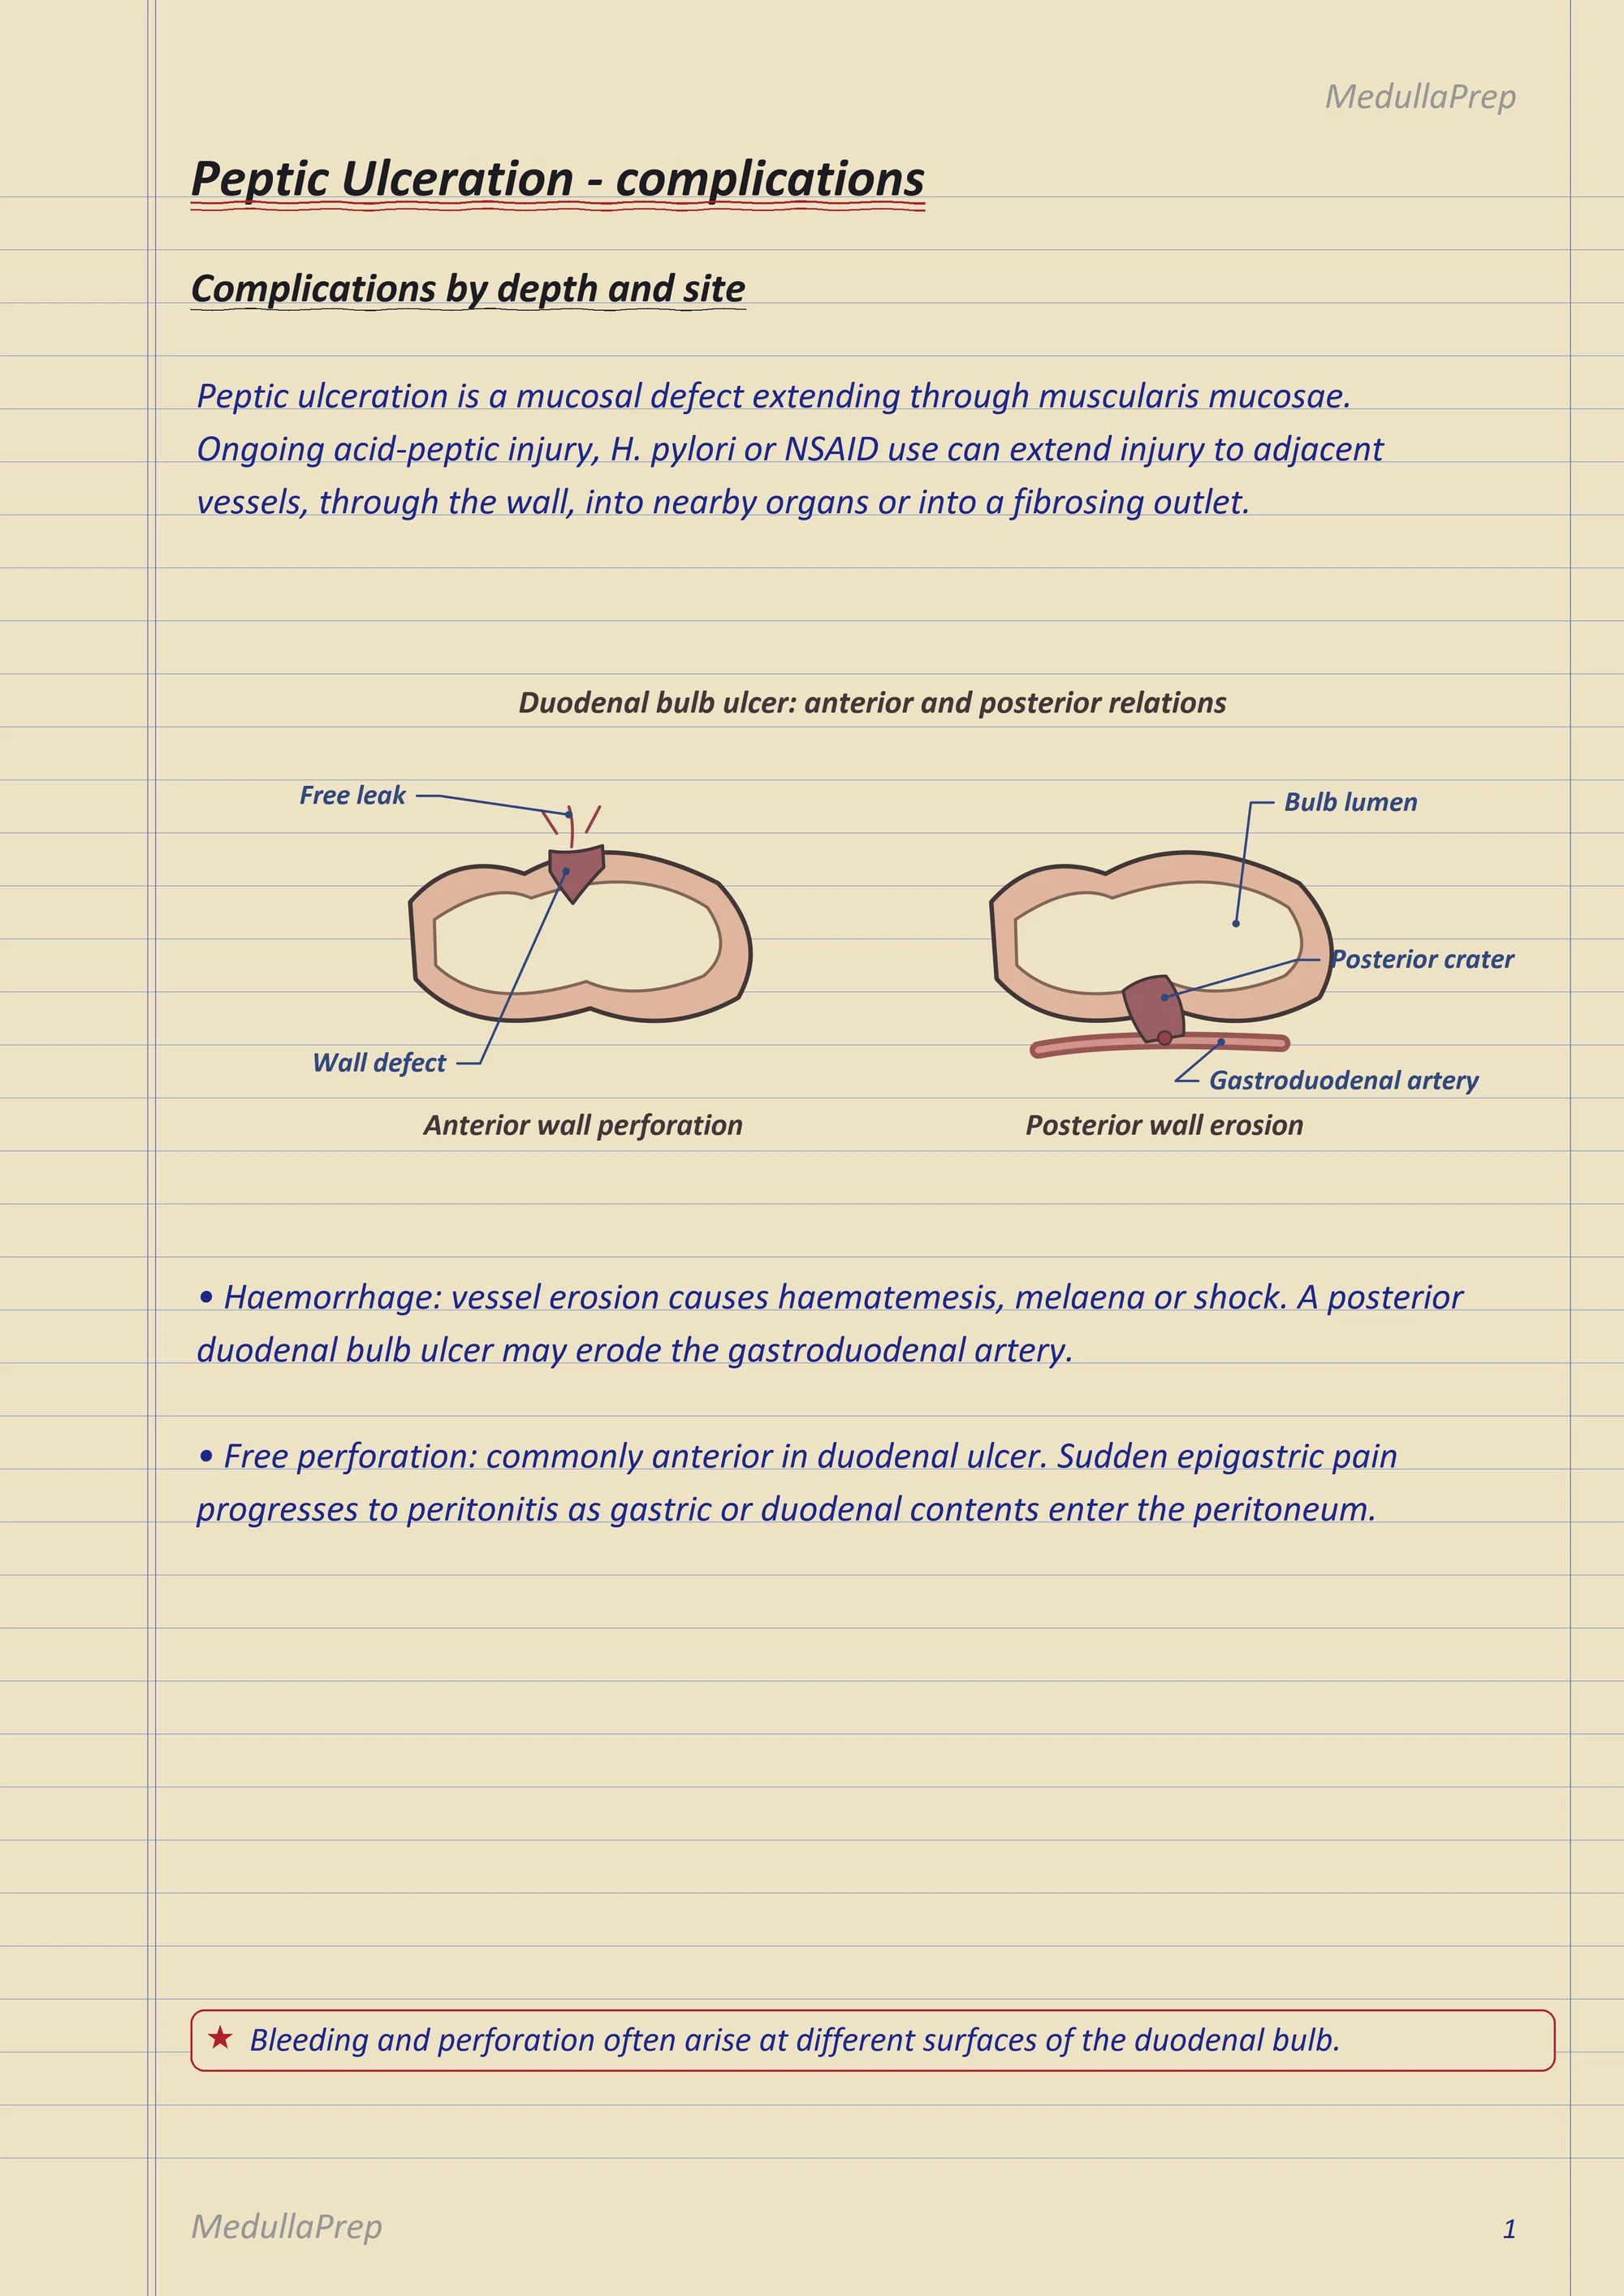 MedullaPrep
Peptic Ulceration - complications
Complications by depth and site
Peptic ulceration is a mucosal defect extending through muscularis mucosae.
Ongoing acid-peptic injury, H. pylori or NSAID use can extend injury to adjacent
vessels, through the wall, into nearby organs or into a fibrosing outlet.
Duodenal bulb ulcer: anterior and posterior relations
Free leak
Bulb lumen
Posterior crater
Wall defect
Gastroduodenal artery
Anterior wall perforation
Posterior wall erosion
• Haemorrhage: vessel erosion causes haematemesis, melaena or shock. A posterior
duodenal bulb ulcer may erode the gastroduodenal artery.
• Free perforation: commonly anterior in duodenal ulcer. Sudden epigastric pain
progresses to peritonitis as gastric or duodenal contents enter the peritoneum.
★ Bleeding and perforation often arise at different surfaces of the duodenal bulb.
MedullaPrep
1